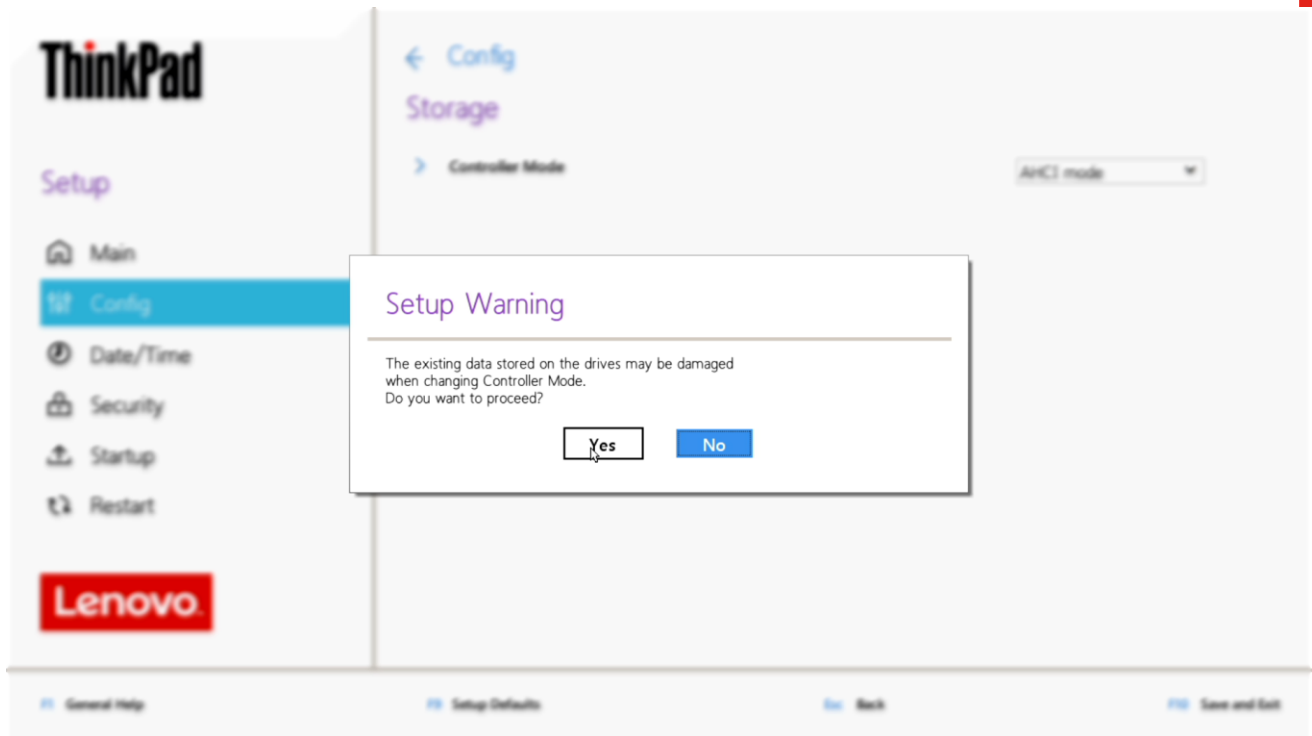 ThinkPad
Setup
Main
Config
Date/Time
Security
Startup
Restart
Lenovo
Config
Storage
Controller Mode
AHCI mode
Setup Warning
The existing data stored on the drives may be damaged
when changing Controller Mode.
Do you want to proceed?
Yes
No
F1 General Help
F9 Setup Defaults
Esc Back
F10 Save and Exit